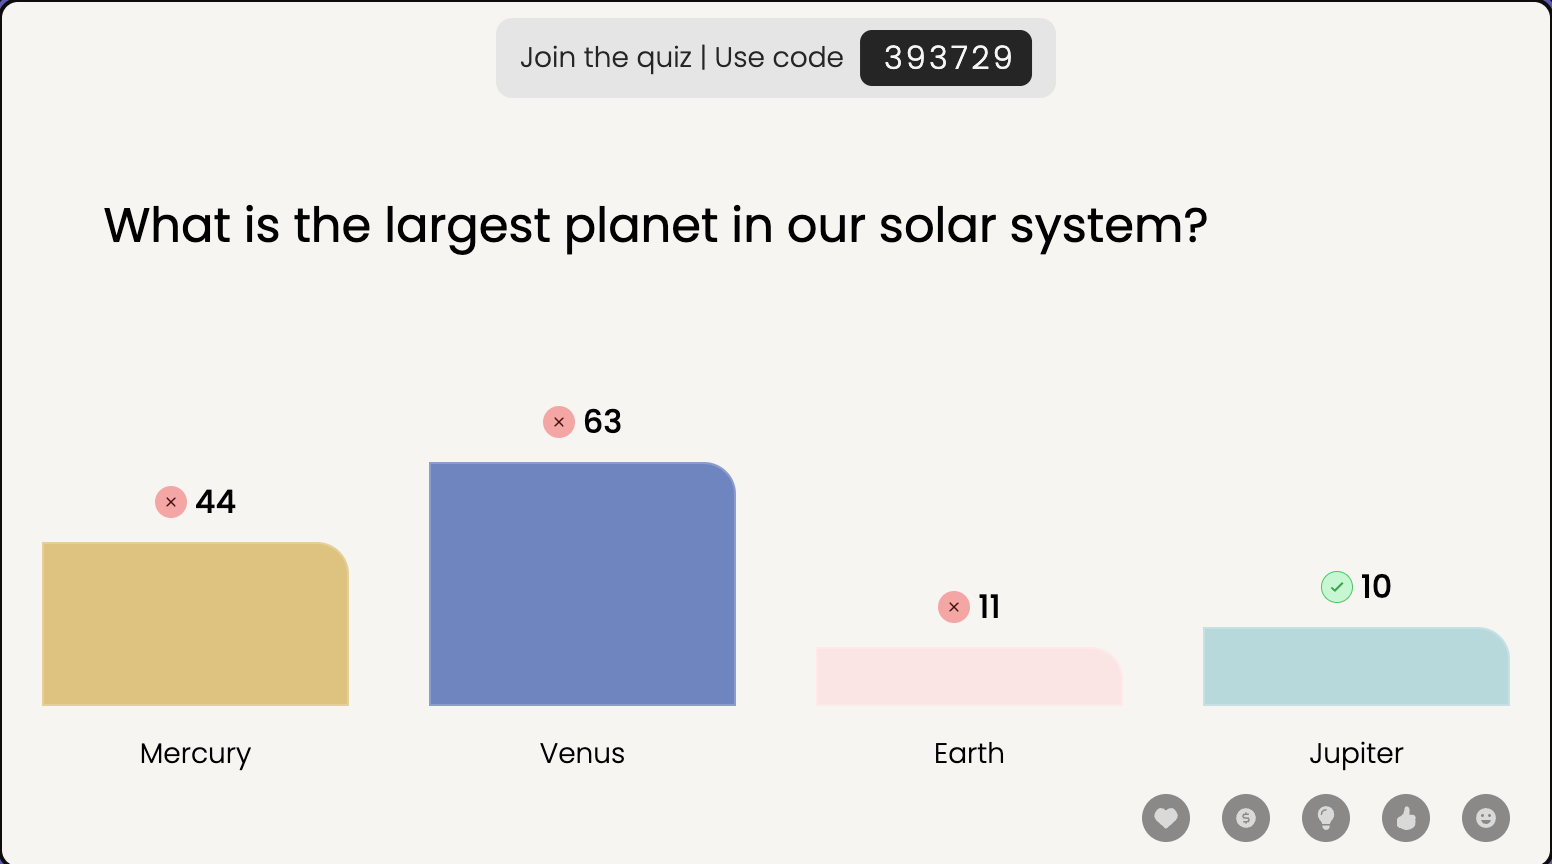 Join the quiz | Use code 393729
What is the largest planet in our solar system?
44
63
11
10
Mercury
Venus
Earth
Jupiter